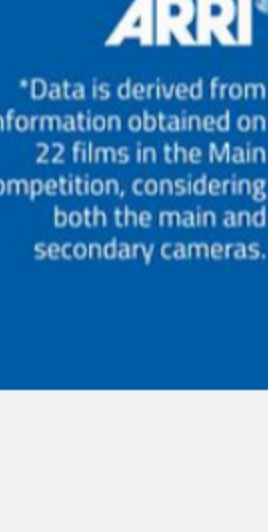 ARRI
*Data is derived from
nformation obtained on
22 films in the Main
ompetition, considering
both the main and
secondary cameras.